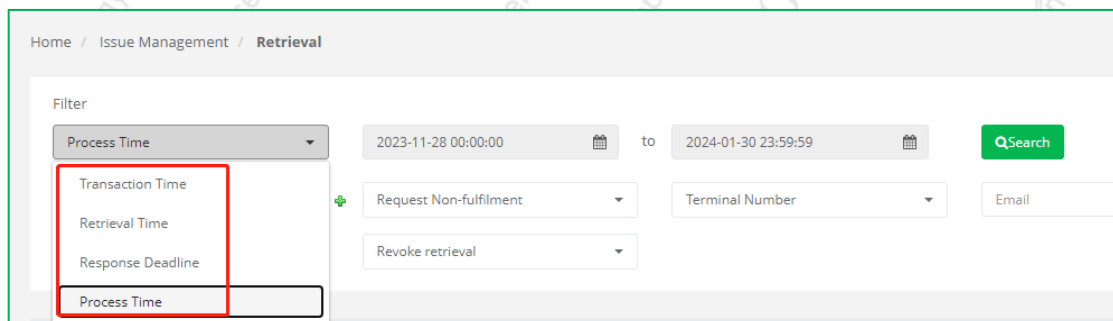 Home / Issue Management / Retrieval
Filter
Process Time 2023-11-28 00:00:00 to 2024-01-30 23:59:59 Search
Transaction Time
Request Non-fulfilment Terminal Number Email
Retrieval Time
Revoke retrieval
Response Deadline
Process Time